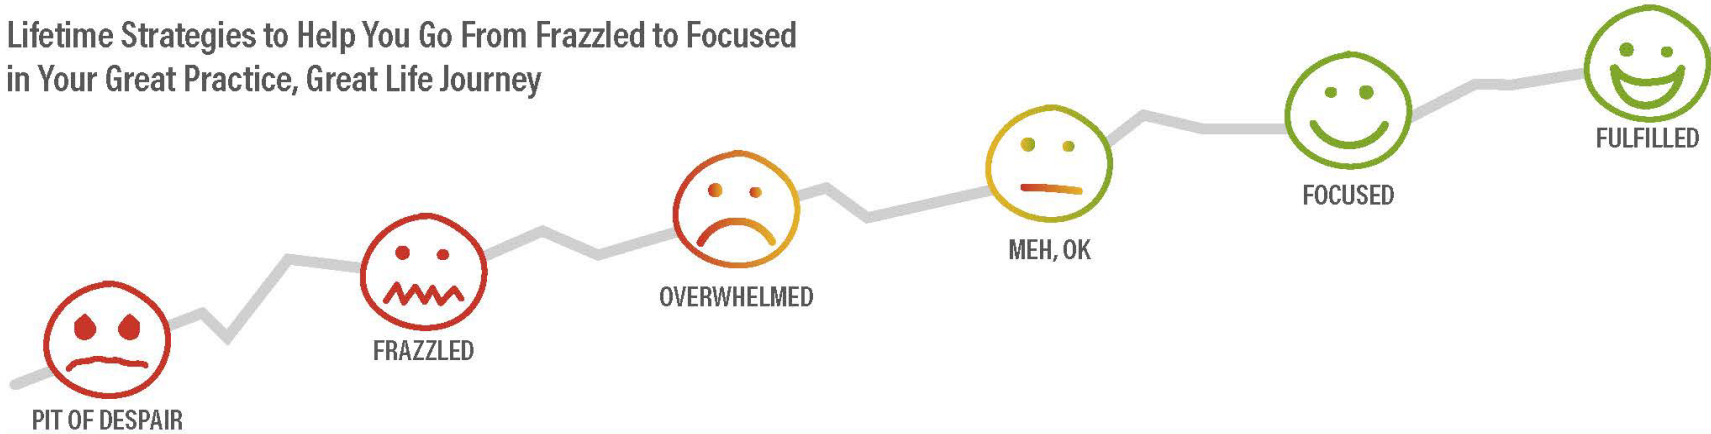 Lifetime Strategies to Help You Go From Frazzled to Focused
in Your Great Practice, Great Life Journey
PIT OF DESPAIR
FRAZZLED
OVERWHELMED
MEH, OK
FOCUSED
FULFILLED